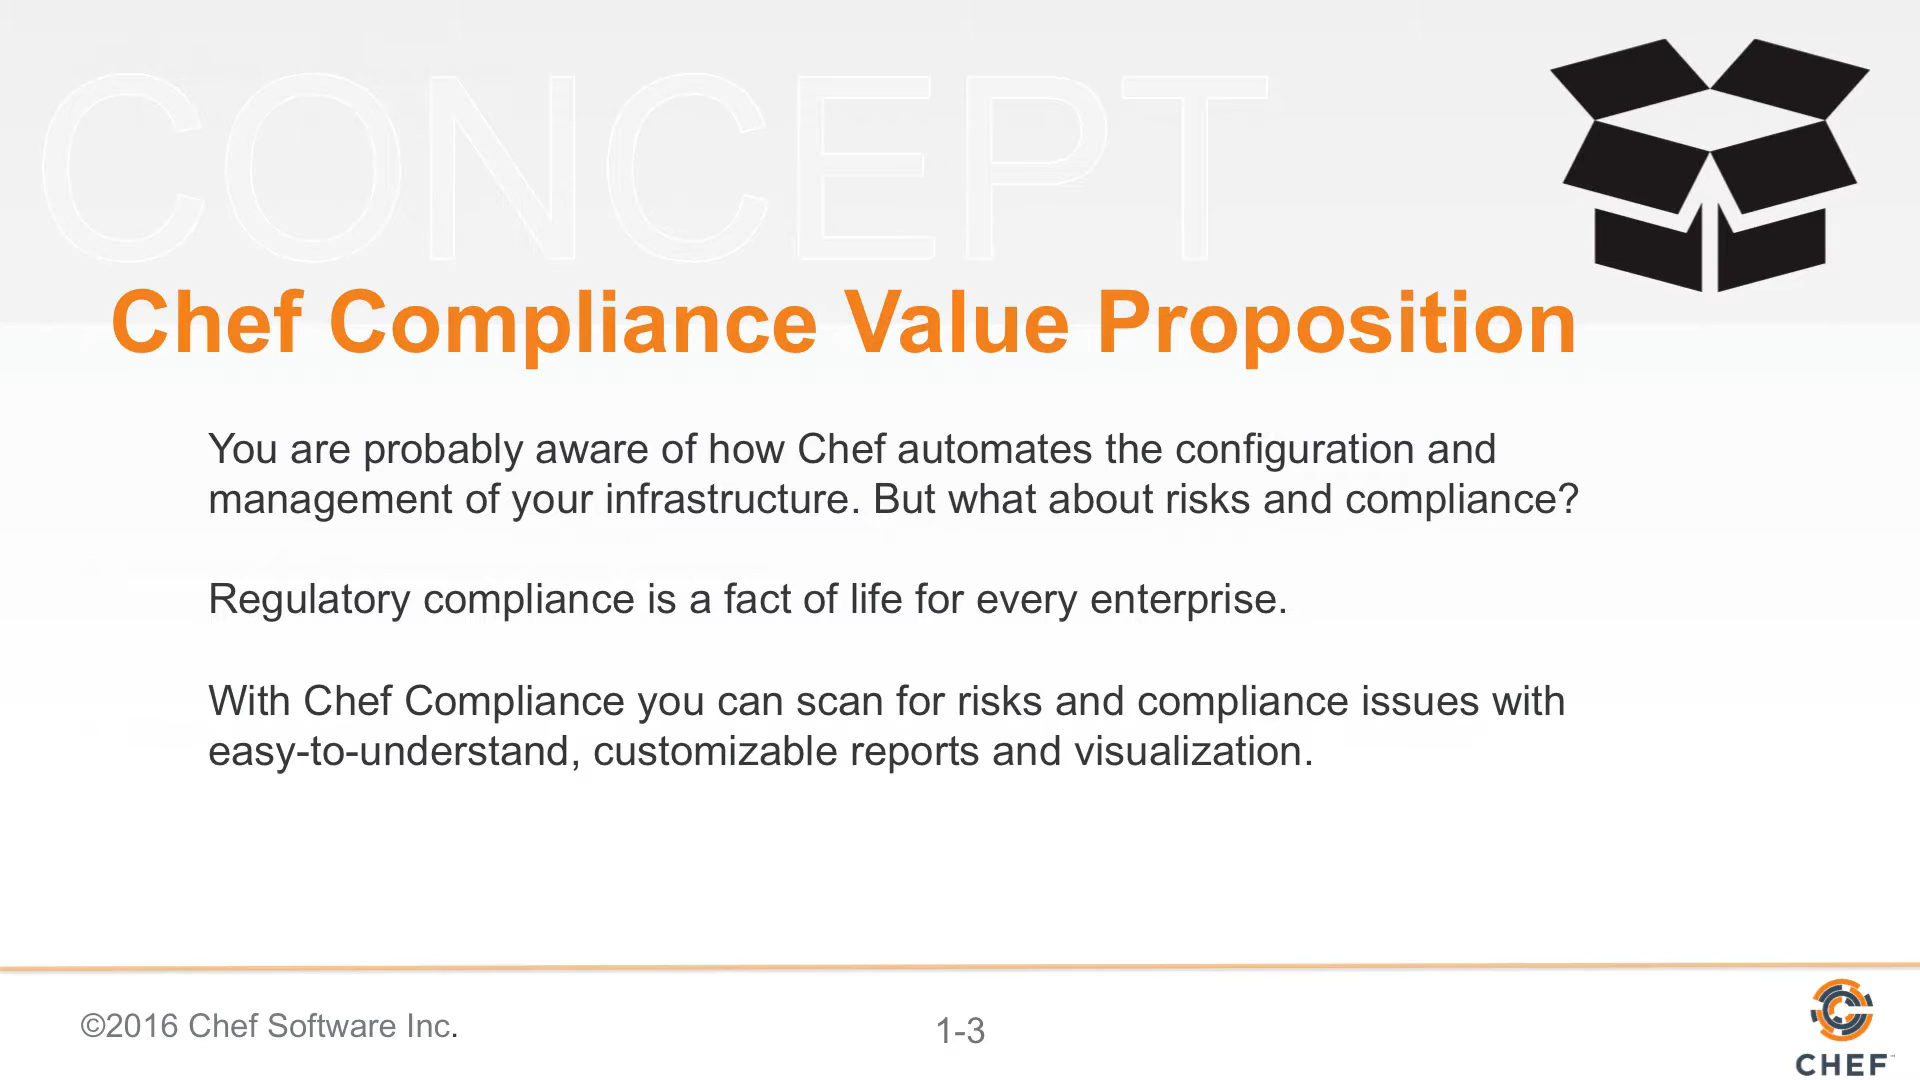 CONCEPT
Chef Compliance Value Proposition
You are probably aware of how Chef automates the configuration and
management of your infrastructure. But what about risks and compliance?
Regulatory compliance is a fact of life for every enterprise.
With Chef Compliance you can scan for risks and compliance issues with
easy-to-understand, customizable reports and visualization.
©2016 Chef Software Inc.
1-3
CHEF